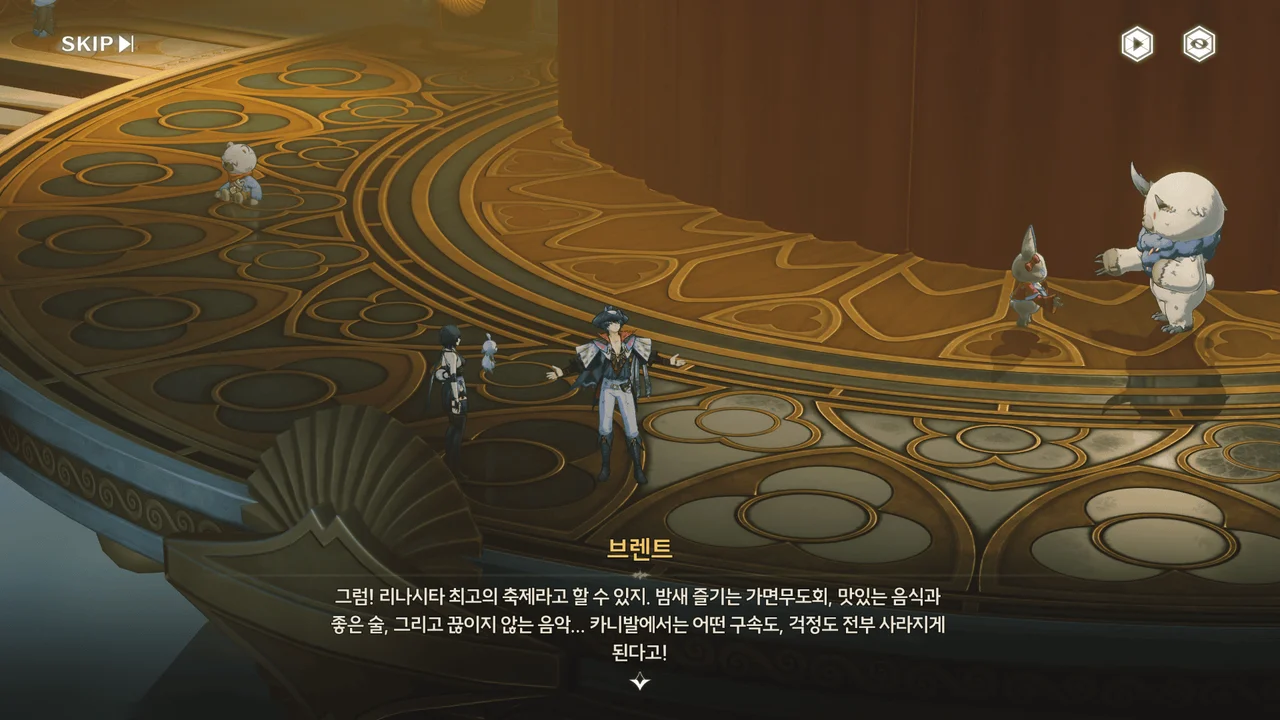 SKIP
브렌트
그럼! 리나시타 최고의 축제라고 할 수 있지. 밤새 즐기는 가면무도회, 맛있는 음식과
좋은 술, 그리고 끊이지 않는 음악... 카니발에서는 어떤 구속도, 걱정도 전부 사라지게
된다고!